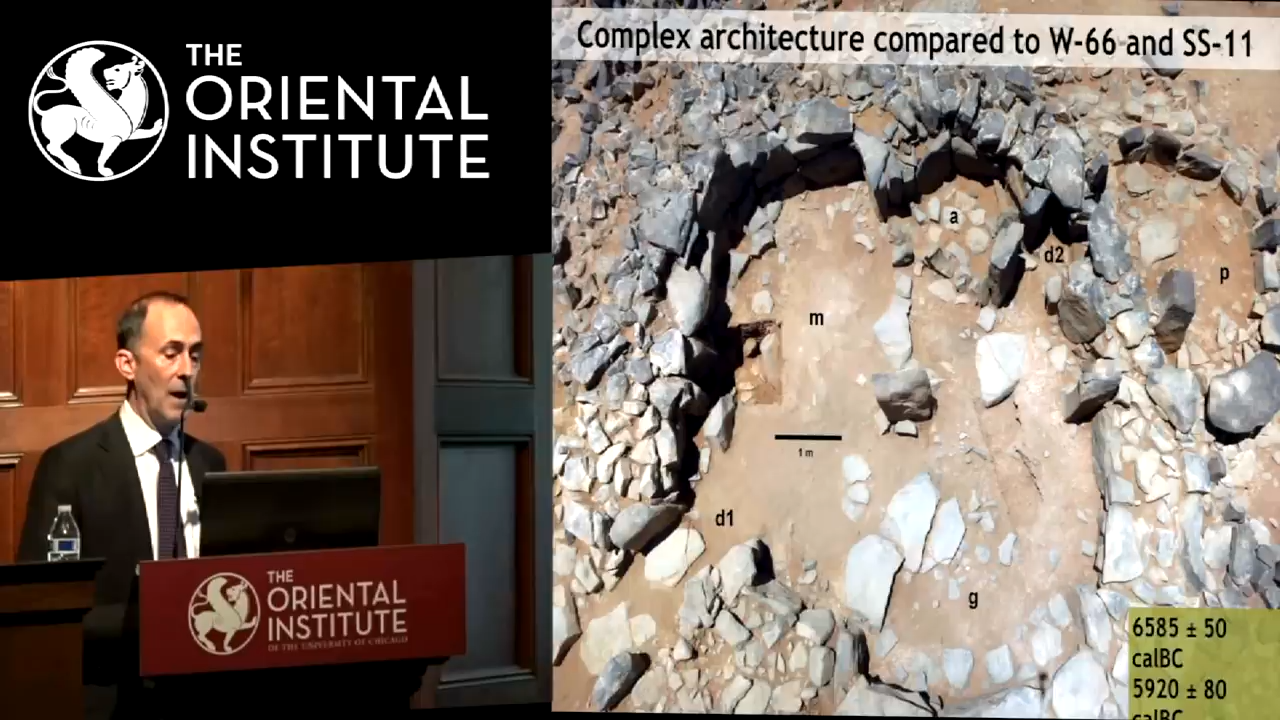 THE
ORIENTAL
INSTITUTE
Complex architecture compared to W-66 and SS-11
a
d2
p
m
1 m
d1
g
6585 ± 50
calBC
5920 ± 80
calBC
THE
ORIENTAL
INSTITUTE
OF THE UNIVERSITY OF CHICAGO